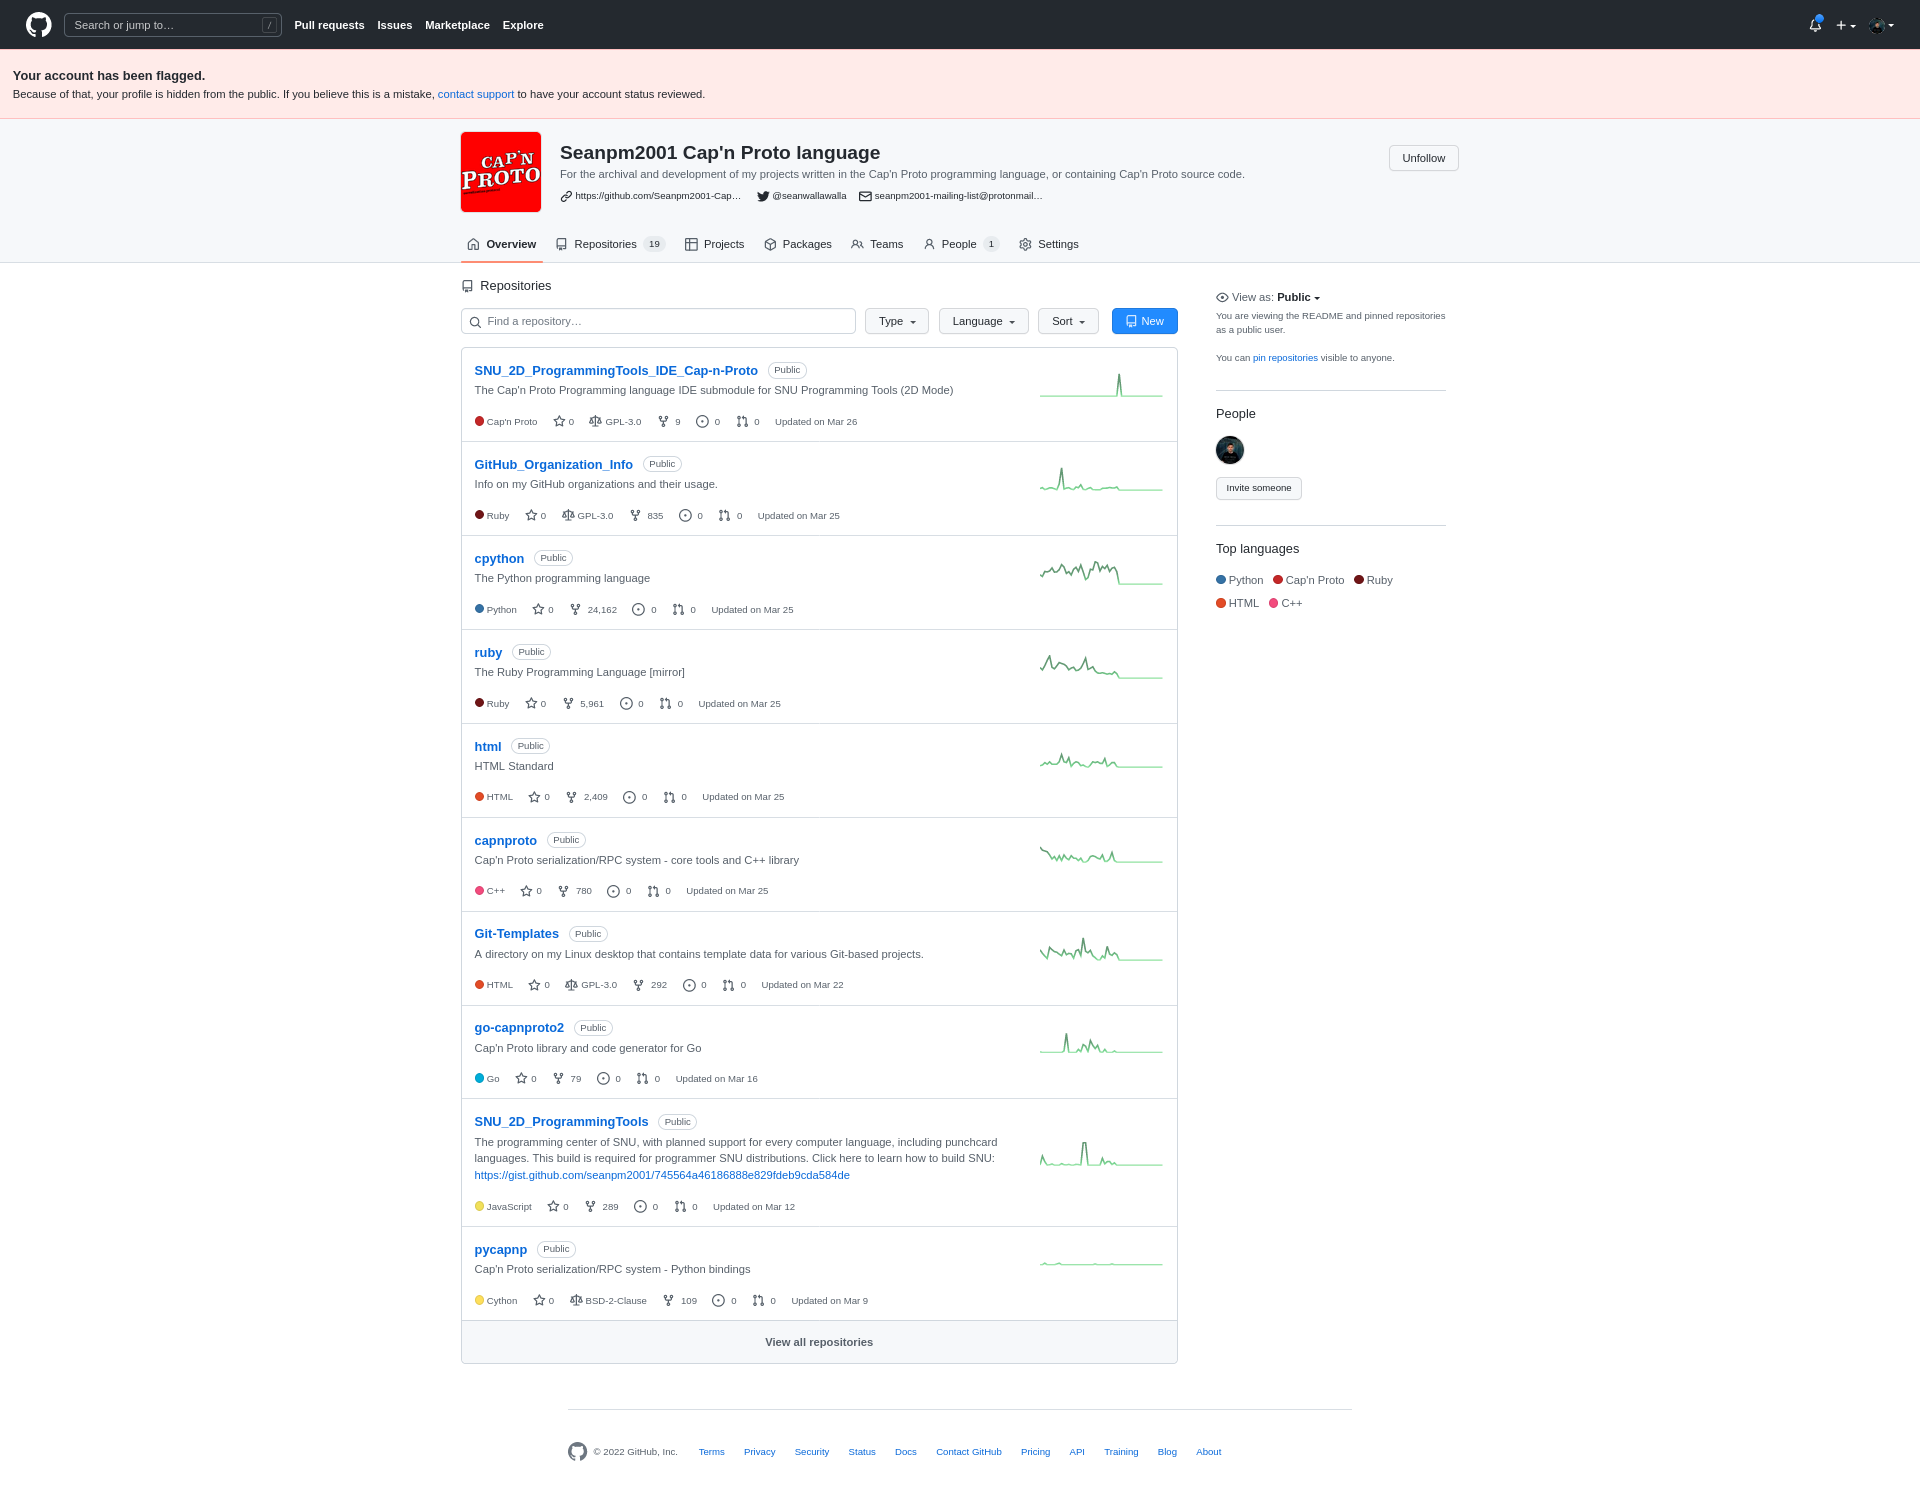 Search or jump to…
/
Pull requests
Issues
Marketplace
Explore
Your account has been flagged.
Because of that, your profile is hidden from the public. If you believe this is a mistake, contact support to have your account status reviewed.
CAP'N
PROTO
Seanpm2001 Cap'n Proto language
For the archival and development of my projects written in the Cap'n Proto programming language, or containing Cap'n Proto source code.
https://github.com/Seanpm2001-Cap…
@seanwallawalla
seanpm2001-mailing-list@protonmail…
Unfollow
Overview
Repositories 19
Projects
Packages
Teams
People 1
Settings
Repositories
Find a repository…
Type
Language
Sort
New
SNU_2D_ProgrammingTools_IDE_Cap-n-Proto Public
The Cap'n Proto Programming language IDE submodule for SNU Programming Tools (2D Mode)
Cap'n Proto 0 GPL-3.0 9 0 0 Updated on Mar 26
GitHub_Organization_Info Public
Info on my GitHub organizations and their usage.
Ruby 0 GPL-3.0 835 0 0 Updated on Mar 25
cpython Public
The Python programming language
Python 0 24,162 0 0 Updated on Mar 25
ruby Public
The Ruby Programming Language [mirror]
Ruby 0 5,961 0 0 Updated on Mar 25
html Public
HTML Standard
HTML 0 2,409 0 0 Updated on Mar 25
capnproto Public
Cap'n Proto serialization/RPC system - core tools and C++ library
C++ 0 780 0 0 Updated on Mar 25
Git-Templates Public
A directory on my Linux desktop that contains template data for various Git-based projects.
HTML 0 GPL-3.0 292 0 0 Updated on Mar 22
go-capnproto2 Public
Cap'n Proto library and code generator for Go
Go 0 79 0 0 Updated on Mar 16
SNU_2D_ProgrammingTools Public
The programming center of SNU, with planned support for every computer language, including punchcard
languages. This build is required for programmer SNU distributions. Click here to learn how to build SNU:
https://gist.github.com/seanpm2001/745564a46186888e829fdeb9cda584de
JavaScript 0 289 0 0 Updated on Mar 12
pycapnp Public
Cap'n Proto serialization/RPC system - Python bindings
Cython 0 BSD-2-Clause 109 0 0 Updated on Mar 9
View all repositories
View as: Public
You are viewing the README and pinned repositories
as a public user.
You can pin repositories visible to anyone.
People
Invite someone
Top languages
Python Cap'n Proto Ruby
HTML C++
© 2022 GitHub, Inc.
Terms
Privacy
Security
Status
Docs
Contact GitHub
Pricing
API
Training
Blog
About